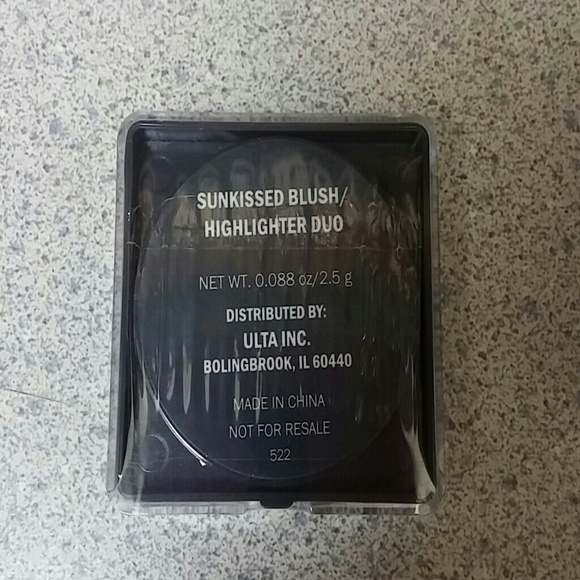 SUNKISSED BLUSH/
HIGHLIGHTER DUO
NET WT. 0.088 oz/2.5 g
DISTRIBUTED BY:
ULTA INC.
BOLINGBROOK, IL 60440
MADE IN CHINA
NOT FOR RESALE
522